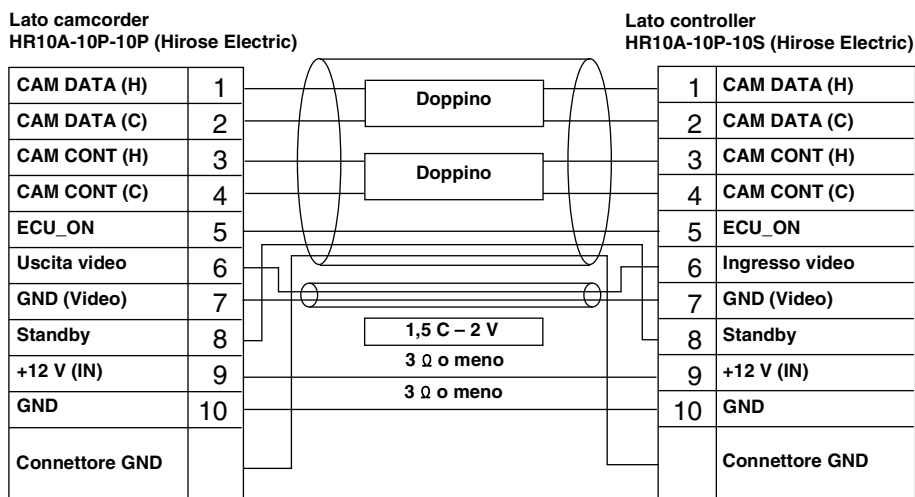 Lato camcorder
HR10A-10P-10P (Hirose Electric)
Lato controller
HR10A-10P-10S (Hirose Electric)
CAM DATA (H) 1
CAM DATA (C) 2
CAM CONT (H) 3
CAM CONT (C) 4
ECU_ON 5
Uscita video 6
GND (Video) 7
Standby 8
+12 V (IN) 9
GND 10
Connettore GND
Doppino
Doppino
1,5 C – 2 V
3 Ω o meno
3 Ω o meno
1 CAM DATA (H)
2 CAM DATA (C)
3 CAM CONT (H)
4 CAM CONT (C)
5 ECU_ON
6 Ingresso video
7 GND (Video)
8 Standby
9 +12 V (IN)
10 GND
Connettore GND